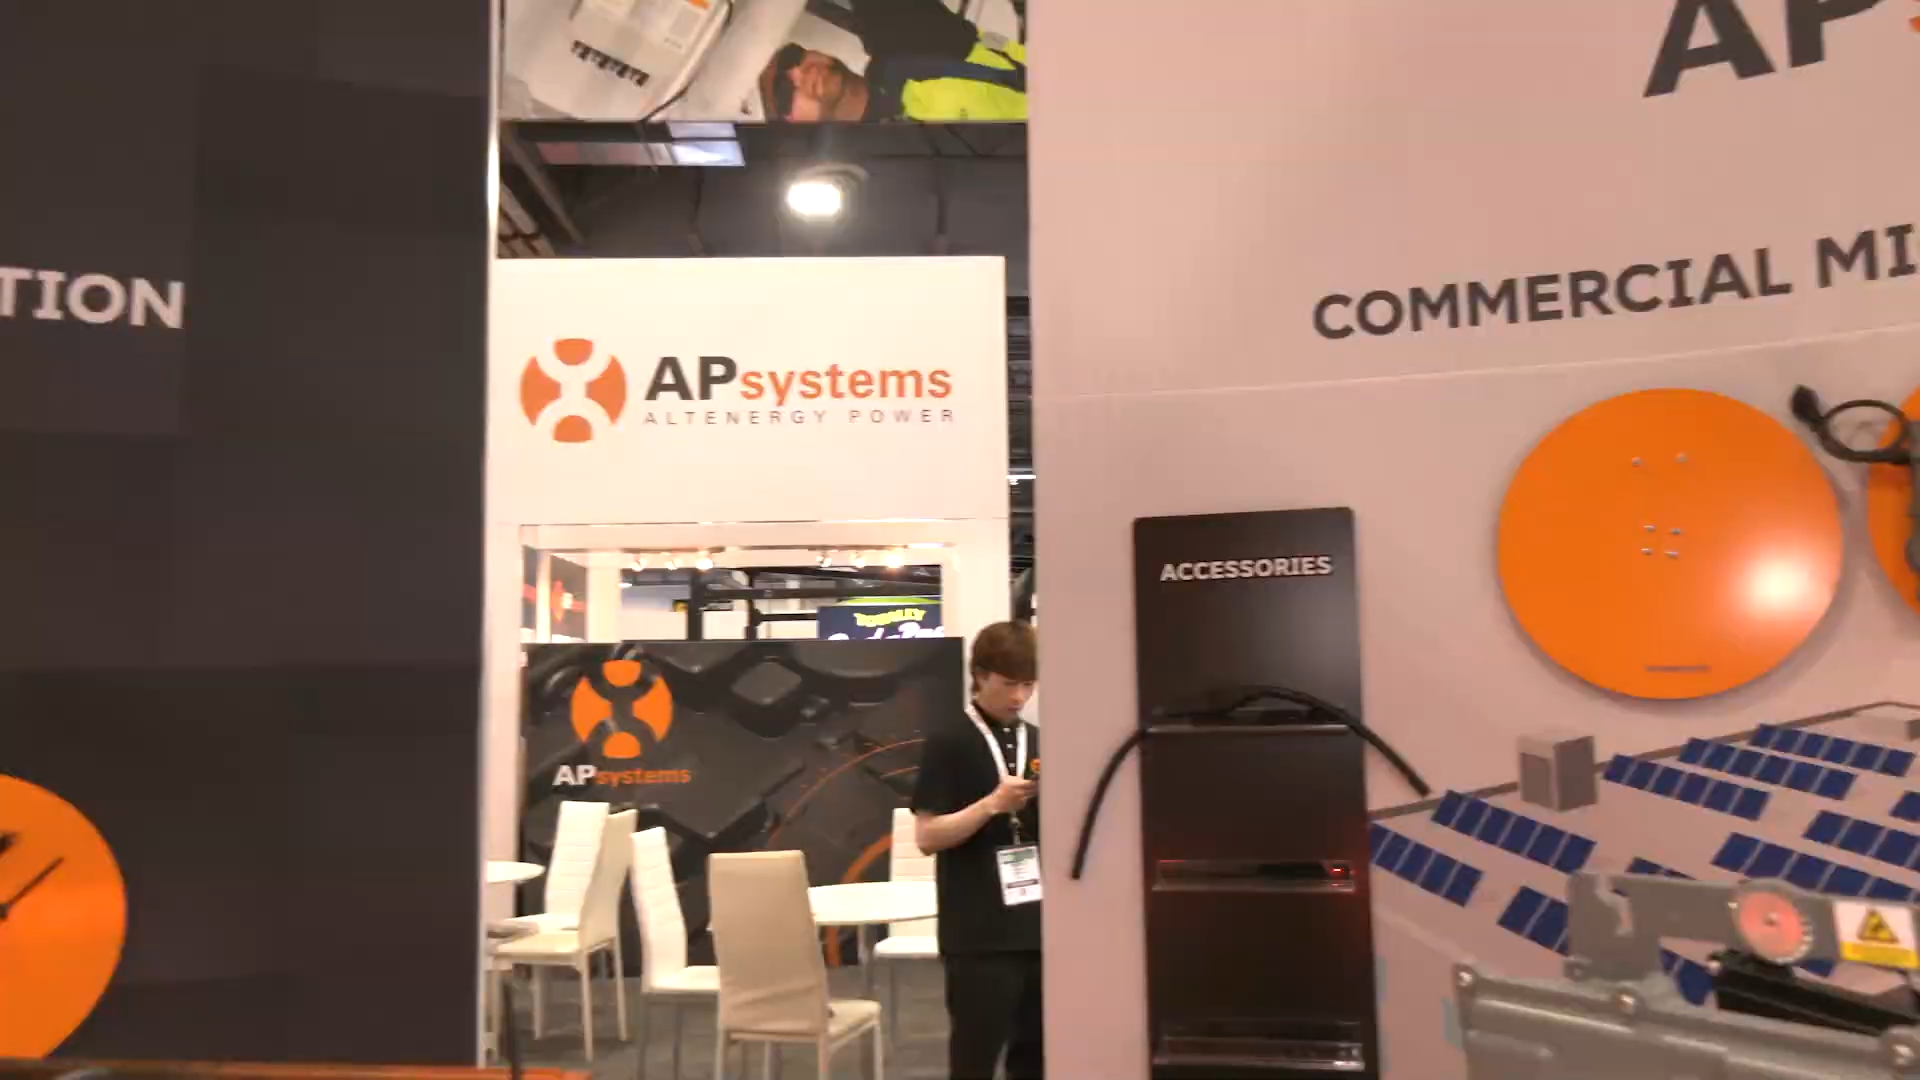 TION
APsystems
ALTENERGY POWER
APsystems
AP
COMMERCIAL MI
ACCESSORIES